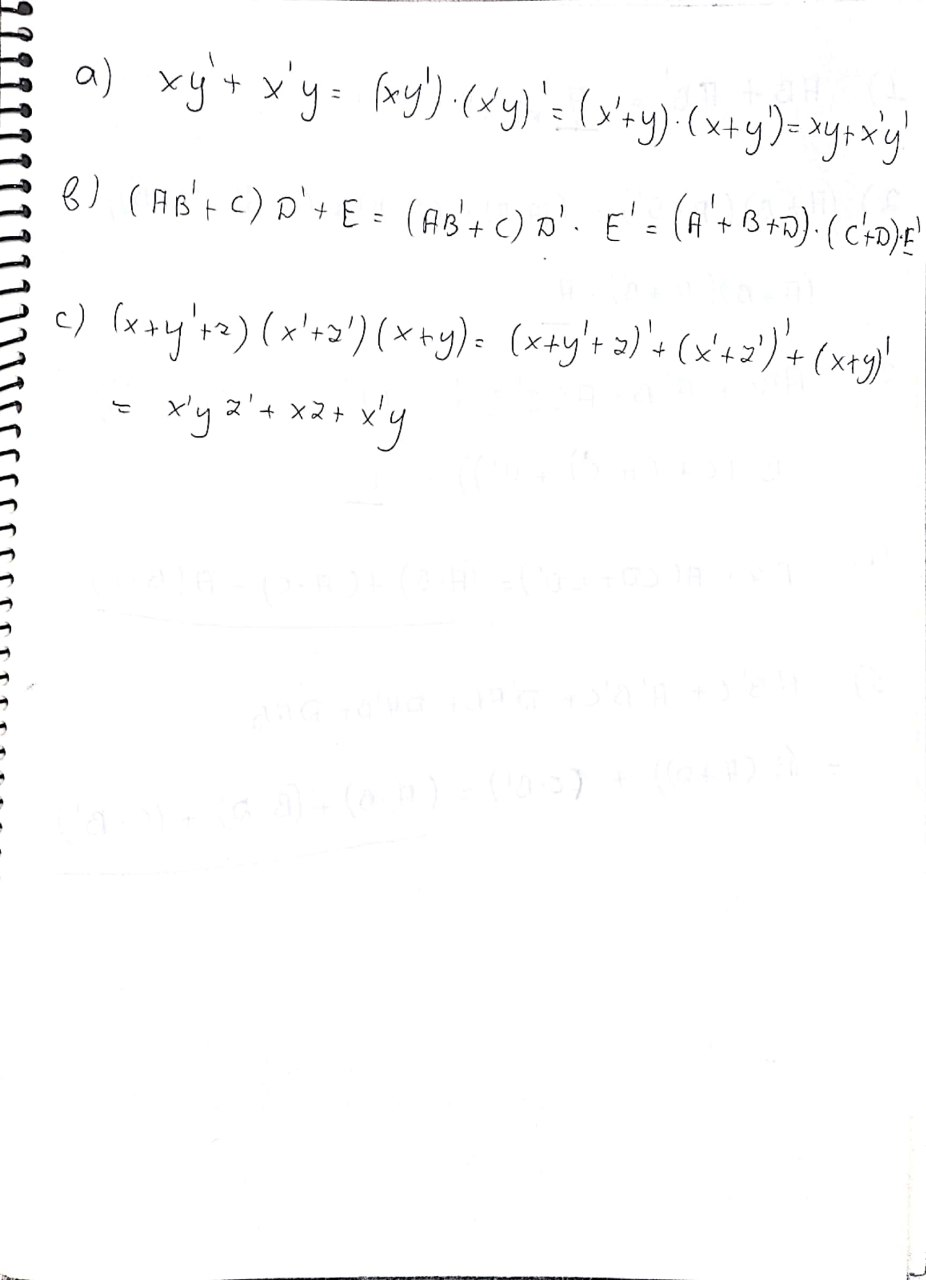 a) xy' + x'y = (xy')·(x'y)' = (x'+y)·(x+y') = xy+x'y'
b) (AB'+C) D' + E = (AB'+C) D' · E' = (A'+B+D)·(C'+D)·E'
c) (x+y'+z) (x'+z') (x+y) = (x+y'+z)' + (x'+z')' + (x+y)'
= x'y z' + xz + x'y